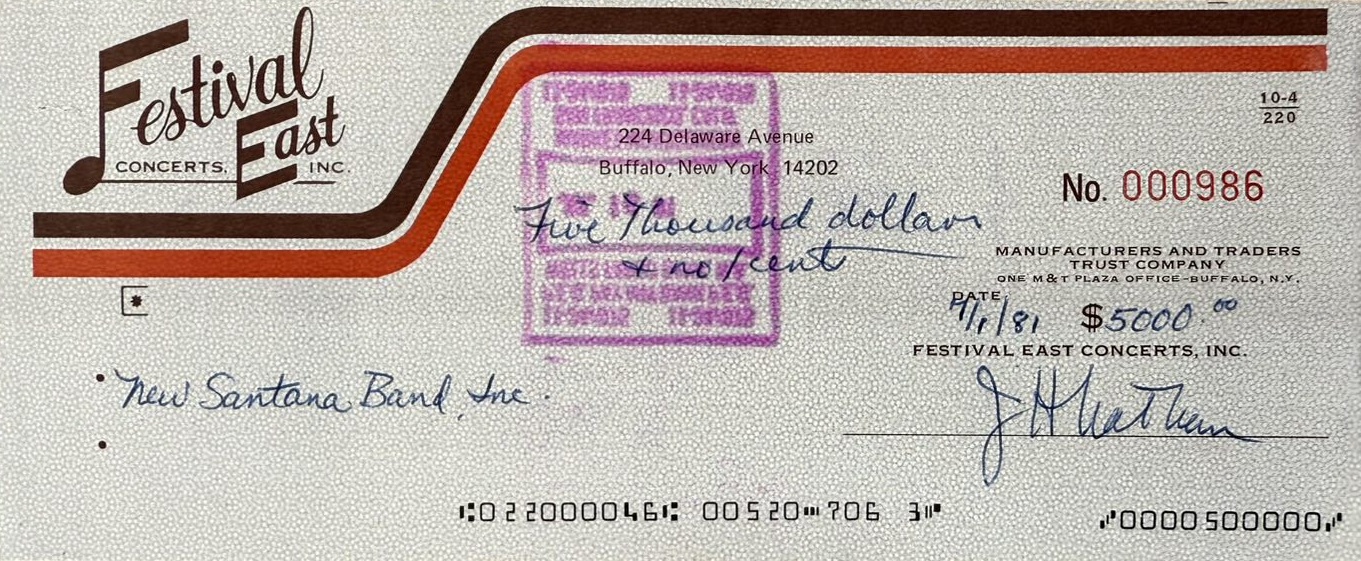 Festival
East
CONCERTS, INC.
224 Delaware Avenue
Buffalo, New York 14202
10-4
220
No. 000986
Five Thousand dollars
& no/cent
MANUFACTURERS AND TRADERS
TRUST COMPANY
ONE M&T PLAZA OFFICE-BUFFALO, N.Y.
DATE
/1/81 $5000.00
FESTIVAL EAST CONCERTS, INC.
New Santana Band, Inc.
J H Nathan
⑆022000046⑆ 00520⑉706 3⑈
⑇0000500000⑇